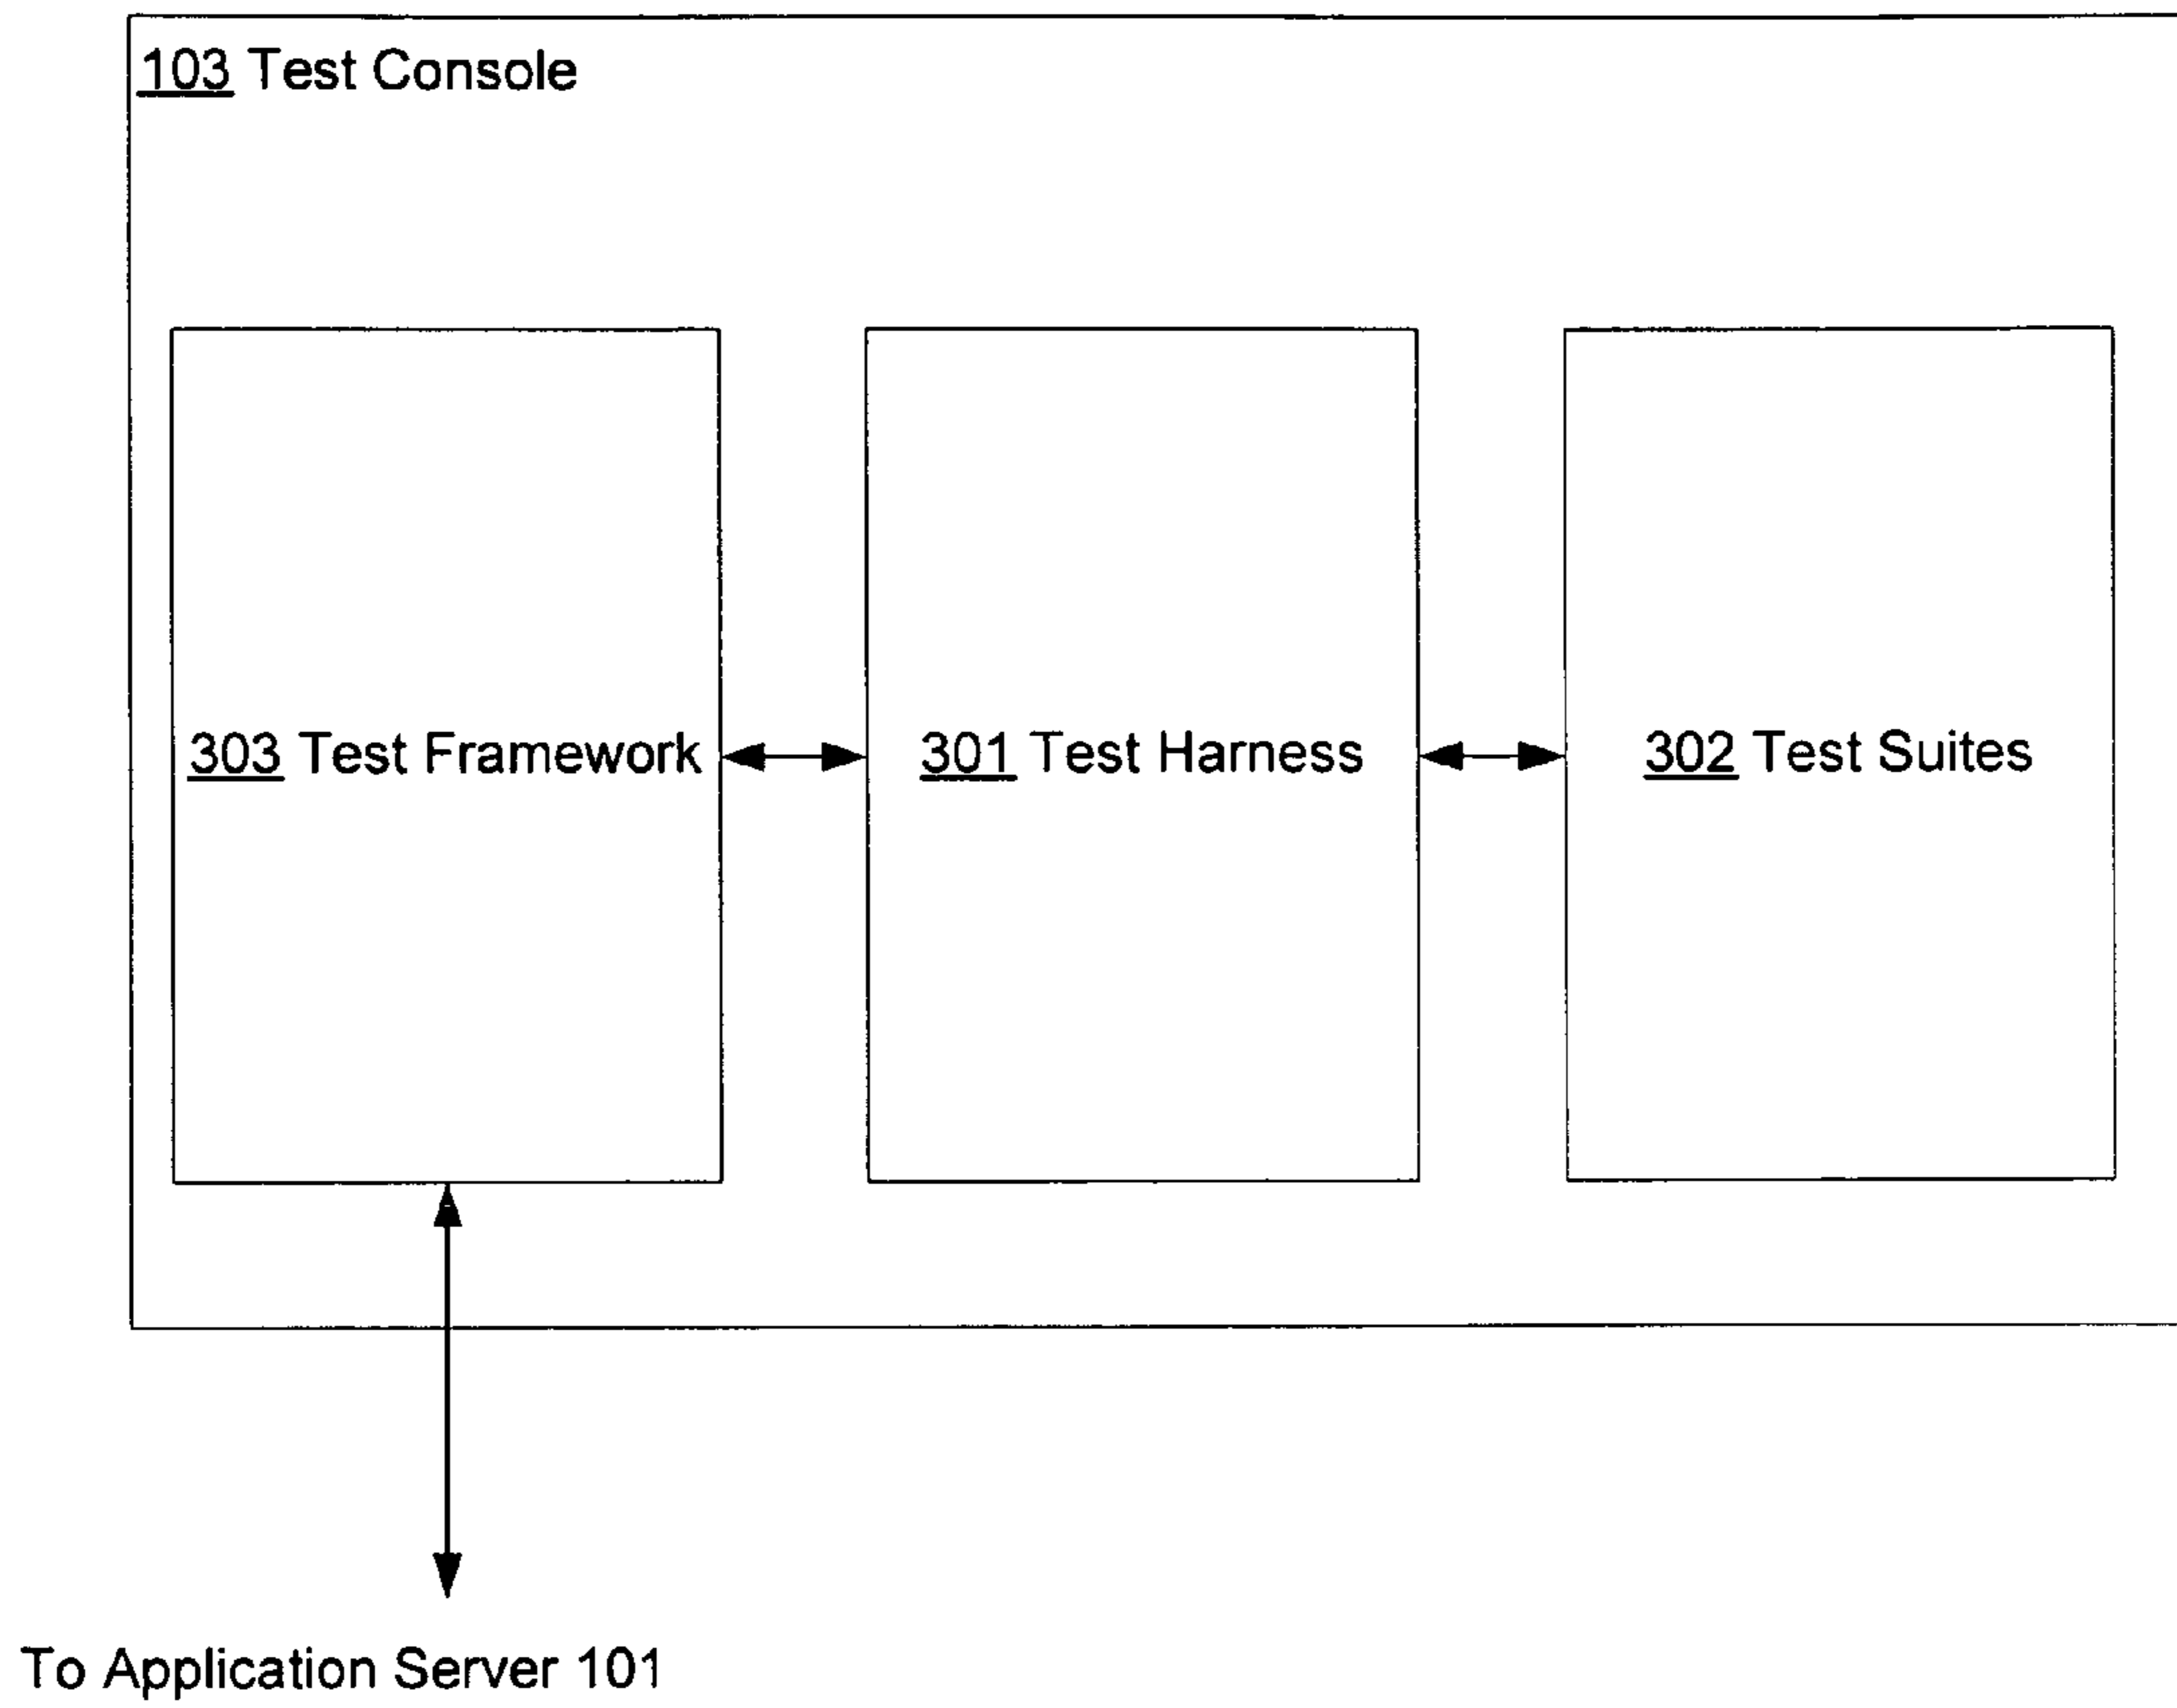 103 Test Console
303 Test Framework
301 Test Harness
302 Test Suites
To Application Server 101